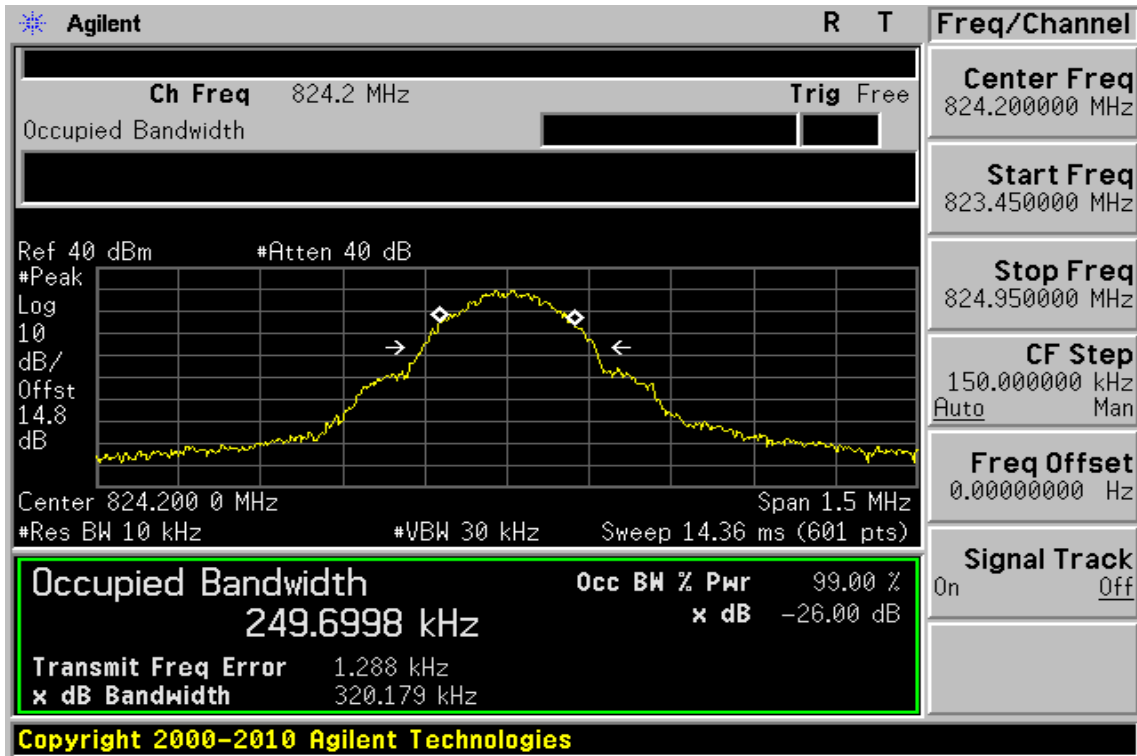 Agilent R T
Ch Freq 824.2 MHz Trig Free
Occupied Bandwidth
Ref 40 dBm #Atten 40 dB
#Peak
Log
10
dB/
Offst
14.8
dB
Center 824.200 0 MHz Span 1.5 MHz
#Res BW 10 kHz #VBW 30 kHz Sweep 14.36 ms (601 pts)
Occupied Bandwidth
249.6998 kHz
Occ BW % Pwr 99.00 %
x dB -26.00 dB
Transmit Freq Error 1.288 kHz
x dB Bandwidth 320.179 kHz
Copyright 2000-2010 Agilent Technologies
Freq/Channel
Center Freq
824.200000 MHz
Start Freq
823.450000 MHz
Stop Freq
824.950000 MHz
CF Step
150.000000 kHz
Auto Man
Freq Offset
0.00000000 Hz
Signal Track
On Off